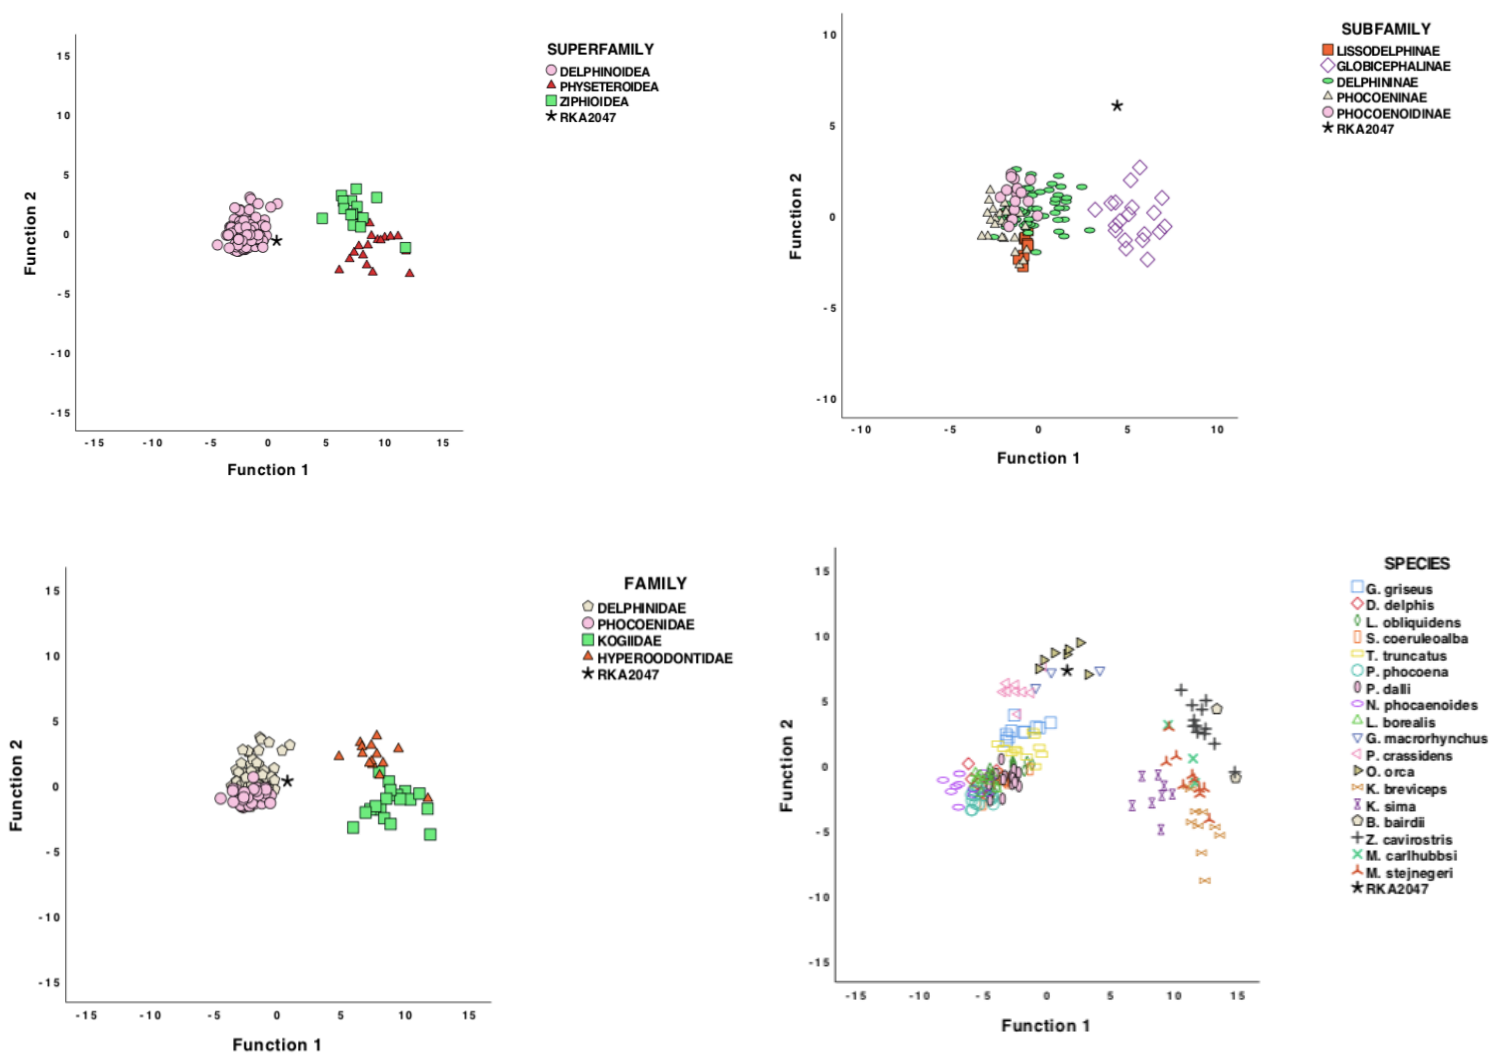 SUPERFAMILY
DELPHINOIDEA
PHYSETEROIDEA
ZIPHIOIDEA
RKA2047
15
10
5
0
-5
-10
-15
Function 2
-15 -10 -5 0 5 10 15
Function 1
SUBFAMILY
LISSODELPHINAE
GLOBICEPHALINAE
DELPHININAE
PHOCOENINAE
PHOCOENOIDINAE
RKA2047
10
5
0
-5
-10
Function 2
-10 -5 0 5 10
Function 1
FAMILY
DELPHINIDAE
PHOCOENIDAE
KOGIIDAE
HYPEROODONTIDAE
RKA2047
15
10
5
0
-5
-10
-15
Function 2
-15 -10 -5 0 5 10 15
Function 1
SPECIES
G. griseus
D. delphis
L. obliquidens
S. coeruleoalba
T. truncatus
P. phocoena
P. dalli
N. phocaenoides
L. borealis
G. macrorhynchus
P. crassidens
O. orca
K. breviceps
K. sima
B. bairdii
Z. cavirostris
M. carlhubbsi
M. stejnegeri
RKA2047
15
10
5
0
-5
-10
-15
Function 2
-15 -10 -5 0 5 10 15
Function 1